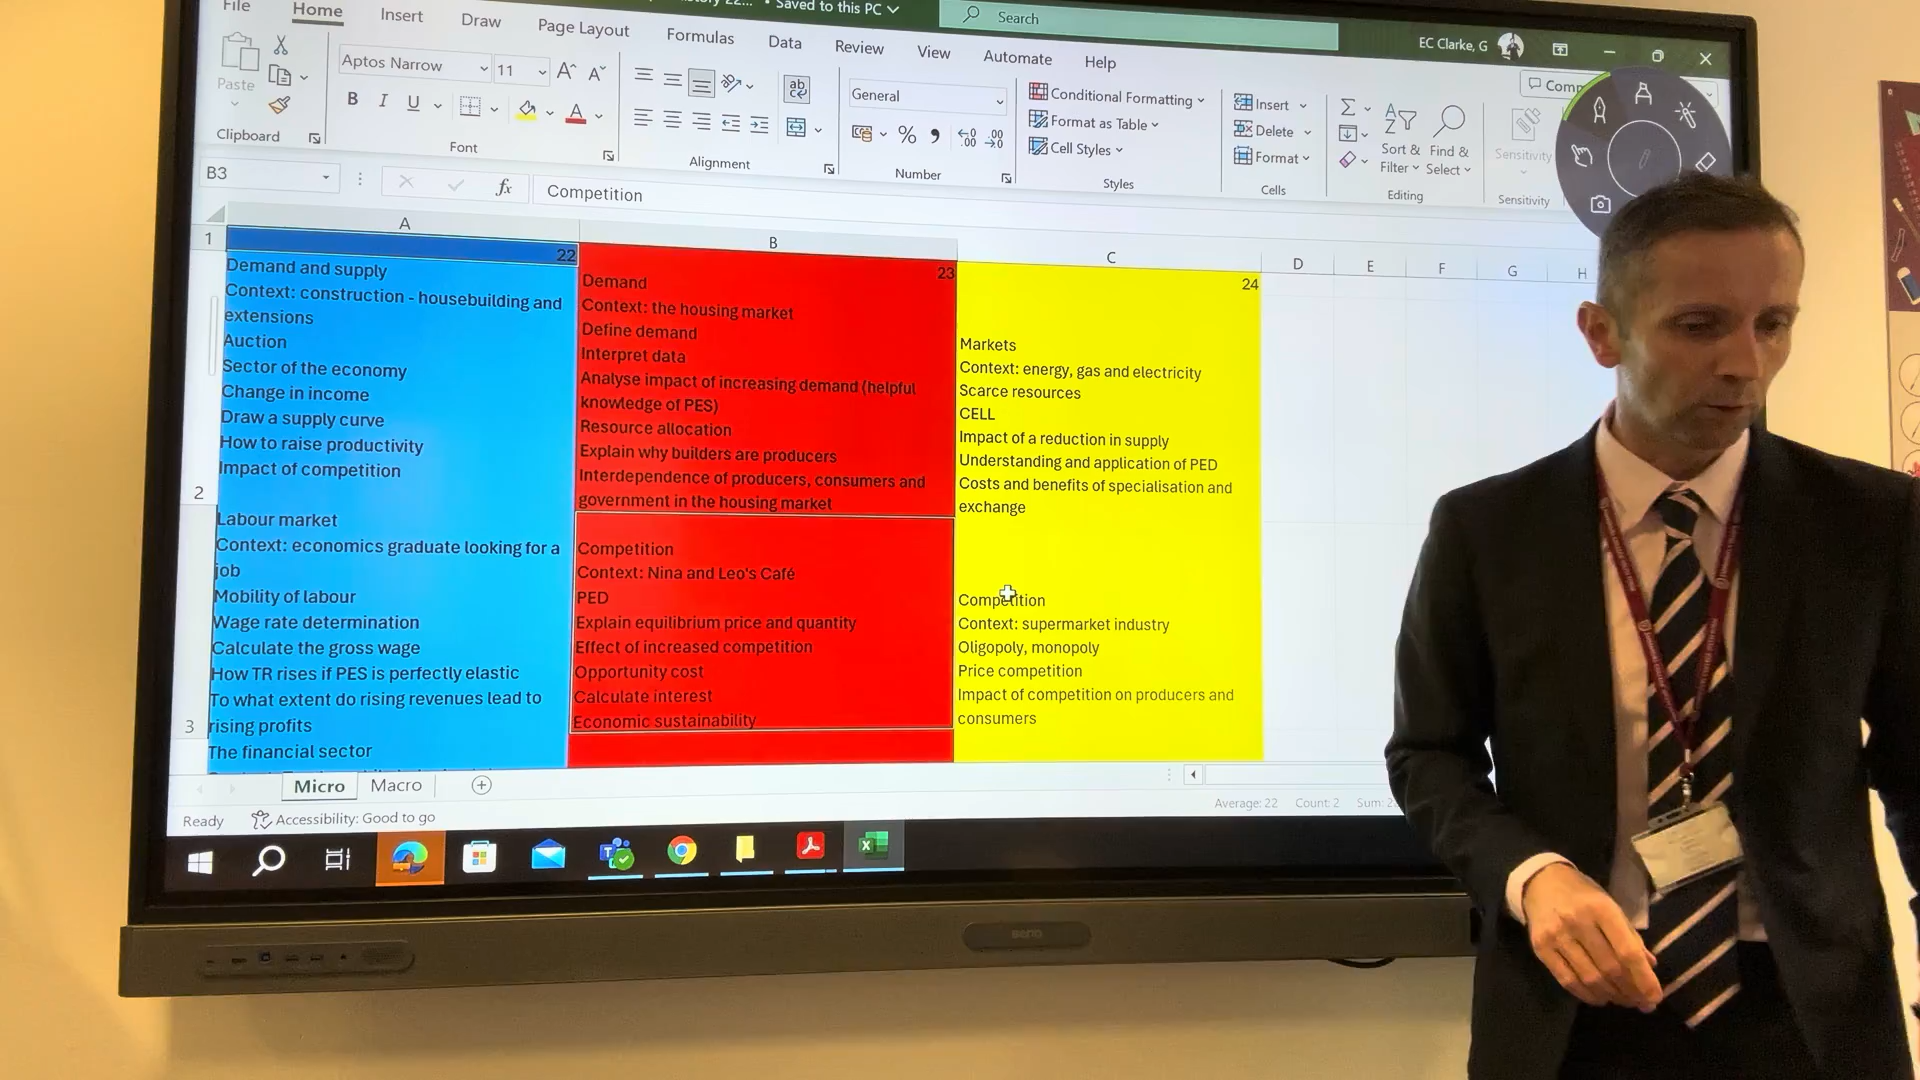 Saved to this PC
Search
EC Clarke, G
File
Home
Insert
Draw
Page Layout
Formulas
Data
Review
View
Automate
Help
Paste
Clipboard
Aptos Narrow
11
B I U
Font
Alignment
General
Number
Conditional Formatting
Format as Table
Cell Styles
Styles
Insert
Delete
Format
Cells
Sort & Filter
Find & Select
Editing
Sensitivity
Sensitivity
B3
fx
Competition
A B C D E F G H
1
22
23
24
2
Demand and supply
Context: construction - housebuilding and
extensions
Auction
Sector of the economy
Change in income
Draw a supply curve
How to raise productivity
Impact of competition
Demand
Context: the housing market
Define demand
Interpret data
Analyse impact of increasing demand (helpful
knowledge of PES)
Resource allocation
Explain why builders are producers
Interdependence of producers, consumers and
government in the housing market
Markets
Context: energy, gas and electricity
Scarce resources
CELL
Impact of a reduction in supply
Understanding and application of PED
Costs and benefits of specialisation and
exchange
3
Labour market
Context: economics graduate looking for a
job
Mobility of labour
Wage rate determination
Calculate the gross wage
How TR rises if PES is perfectly elastic
To what extent do rising revenues lead to
rising profits
The financial sector
Competition
Context: Nina and Leo's Café
PED
Explain equilibrium price and quantity
Effect of increased competition
Opportunity cost
Calculate interest
Economic sustainability
Competition
Context: supermarket industry
Oligopoly, monopoly
Price competition
Impact of competition on producers and
consumers
Micro
Macro
Ready
Accessibility: Good to go
Average: 22
Count: 2
Sum:
BenQ